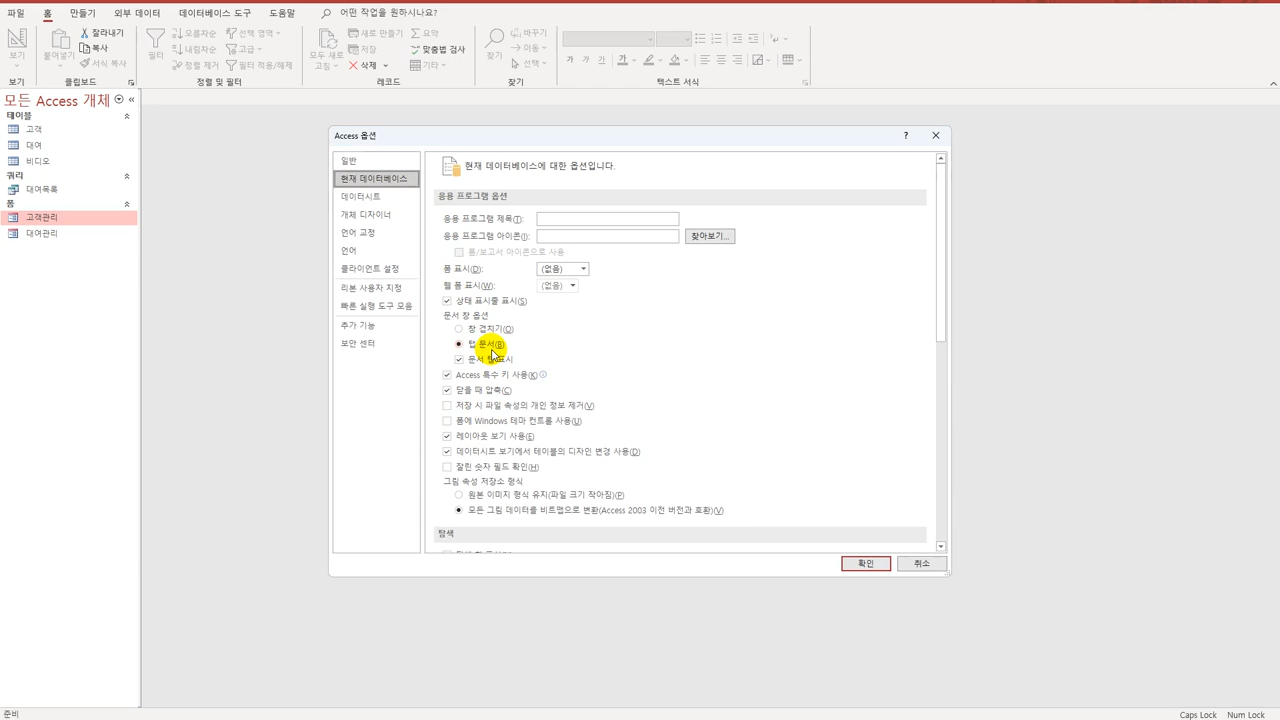 파일 홈 만들기 외부 데이터 데이터베이스 도구 도움말 어떤 작업을 원하시나요?
보기
붙여넣기
잘라내기
복사
서식 복사
필터
오름차순
내림차순
정렬 제거
선택 영역
고급
필터 적용/해제
모두 새로 고침
새로 만들기
저장
삭제
요약
맞춤법 검사
기타
찾기
바꾸기
이동
선택
가 가 가 가
보기 클립보드 정렬 및 필터 레코드 찾기 텍스트 서식
모든 Access 개체
테이블
고객
대여
비디오
쿼리
대여목록
폼
고객관리
대여관리
Access 옵션
일반
현재 데이터베이스
데이터시트
개체 디자이너
언어 교정
언어
클라이언트 설정
리본 사용자 지정
빠른 실행 도구 모음
추가 기능
보안 센터
현재 데이터베이스에 대한 옵션입니다.
응용 프로그램 옵션
응용 프로그램 제목(T):
응용 프로그램 아이콘(I): 찾아보기...
폼/보고서 아이콘으로 사용
폼 표시(D): (없음)
웹 폼 표시(W): (없음)
상태 표시줄 표시(S)
문서 창 옵션
창 겹치기(O)
탭 문서(B)
문서 탭 표시
Access 특수 키 사용(K)
닫을 때 압축(C)
저장 시 파일 속성의 개인 정보 제거(V)
폼에 Windows 테마 컨트롤 사용(U)
레이아웃 보기 사용(E)
데이터시트 보기에서 테이블의 디자인 변경 사용(D)
잘린 숫자 필드 확인(H)
그림 속성 저장소 형식
원본 이미지 형식 유지(파일 크기 작아짐)(P)
모든 그림 데이터를 비트맵으로 변환(Access 2003 이전 버전과 호환)(V)
탐색
확인 취소
준비 Caps Lock Num Lock